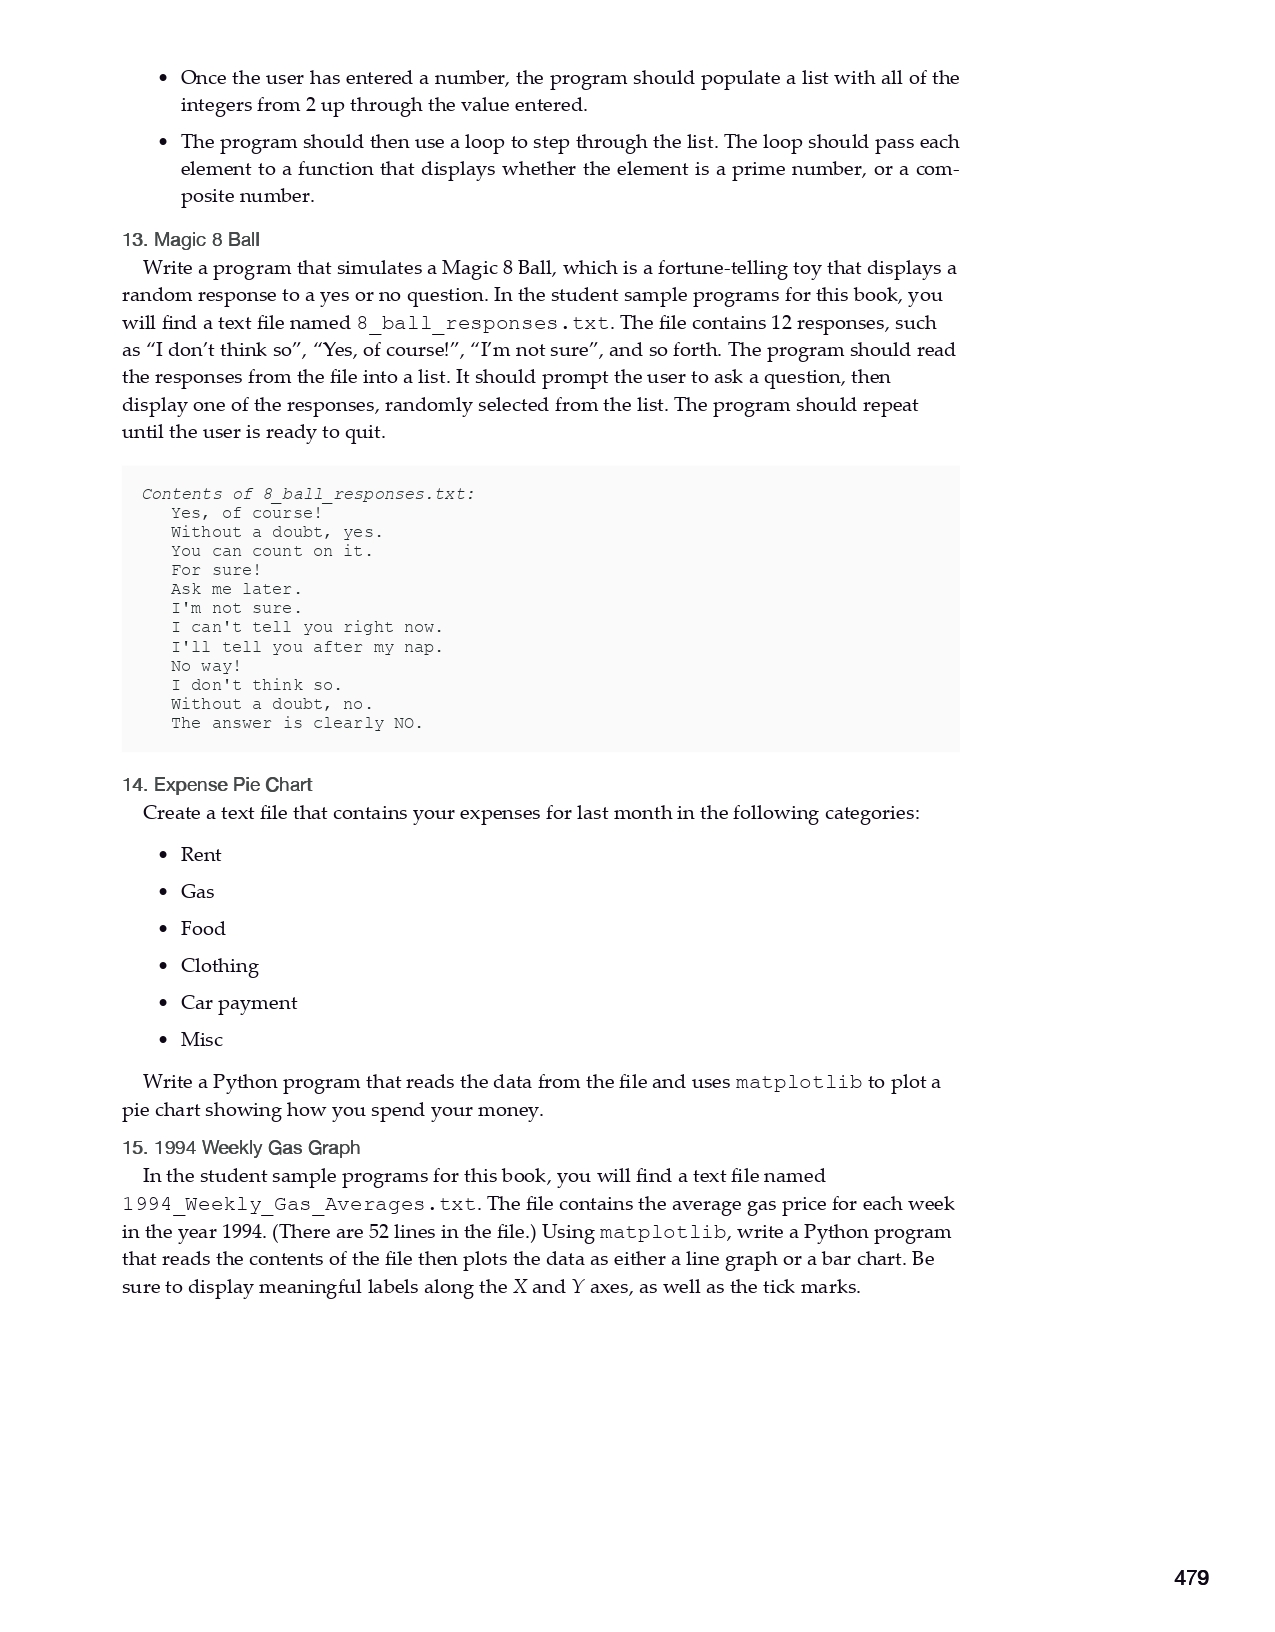 • Once the user has entered a number, the program should populate a list with all of the
integers from 2 up through the value entered.
• The program should then use a loop to step through the list. The loop should pass each
element to a function that displays whether the element is a prime number, or a com-
posite number.
13. Magic 8 Ball
Write a program that simulates a Magic 8 Ball, which is a fortune-telling toy that displays a
random response to a yes or no question. In the student sample programs for this book, you
will find a text file named 8_ball_responses.txt. The file contains 12 responses, such
as “I don’t think so”, “Yes, of course!”, “I’m not sure”, and so forth. The program should read
the responses from the file into a list. It should prompt the user to ask a question, then
display one of the responses, randomly selected from the list. The program should repeat
until the user is ready to quit.
Contents of 8_ball_responses.txt:
Yes, of course!
Without a doubt, yes.
You can count on it.
For sure!
Ask me later.
I'm not sure.
I can't tell you right now.
I'll tell you after my nap.
No way!
I don't think so.
Without a doubt, no.
The answer is clearly NO.
14. Expense Pie Chart
Create a text file that contains your expenses for last month in the following categories:
• Rent
• Gas
• Food
• Clothing
• Car payment
• Misc
Write a Python program that reads the data from the file and uses matplotlib to plot a
pie chart showing how you spend your money.
15. 1994 Weekly Gas Graph
In the student sample programs for this book, you will find a text file named
1994_Weekly_Gas_Averages.txt. The file contains the average gas price for each week
in the year 1994. (There are 52 lines in the file.) Using matplotlib, write a Python program
that reads the contents of the file then plots the data as either a line graph or a bar chart. Be
sure to display meaningful labels along the X and Y axes, as well as the tick marks.
479